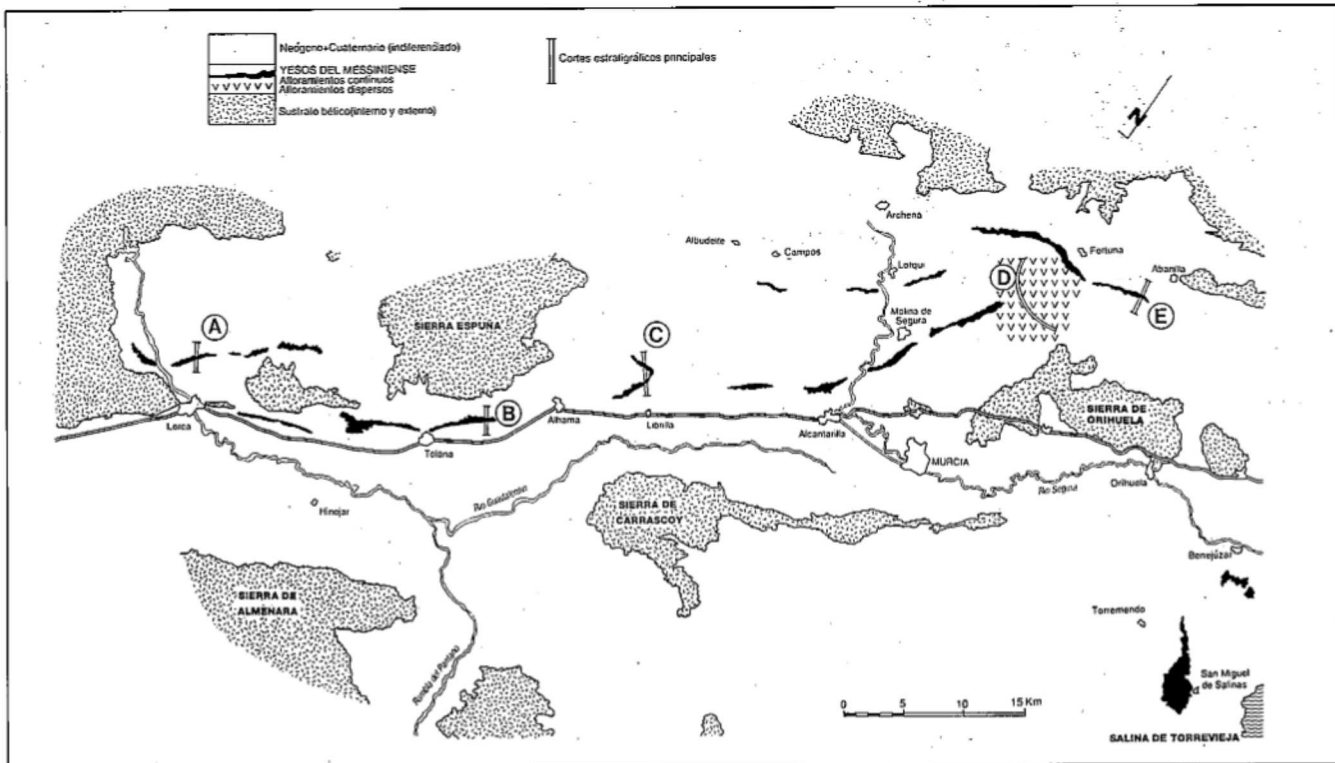 Neógeno+Cuaternario (indiferenciado)
YESOS DEL MESSINIENSE
Afloramientos continuos
Afloramientos dispersos
Sustrato bético(interno y externo)
Cortes estratigráficos principales
N
Archena
Albudeite
Campos
Lorqui
Fortuna
Abanilla
D
E
Molina de
Segura
SIERRA ESPUÑA
A
C
B
SIERRA DE
ORIHUELA
Lorca
Totana
Alhama
Librilla
Alcantarilla
MURCIA
Orihuela
Río Segura
Río Guadalentín
Hinojar
SIERRA DE
CARRASCOY
Benejúzar
SIERRA DE
ALMENARA
Torremendo
Rambla del Pantano
San Miguel
de Salinas
0 5 10 15 Km
SALINA DE TORREVIEJA